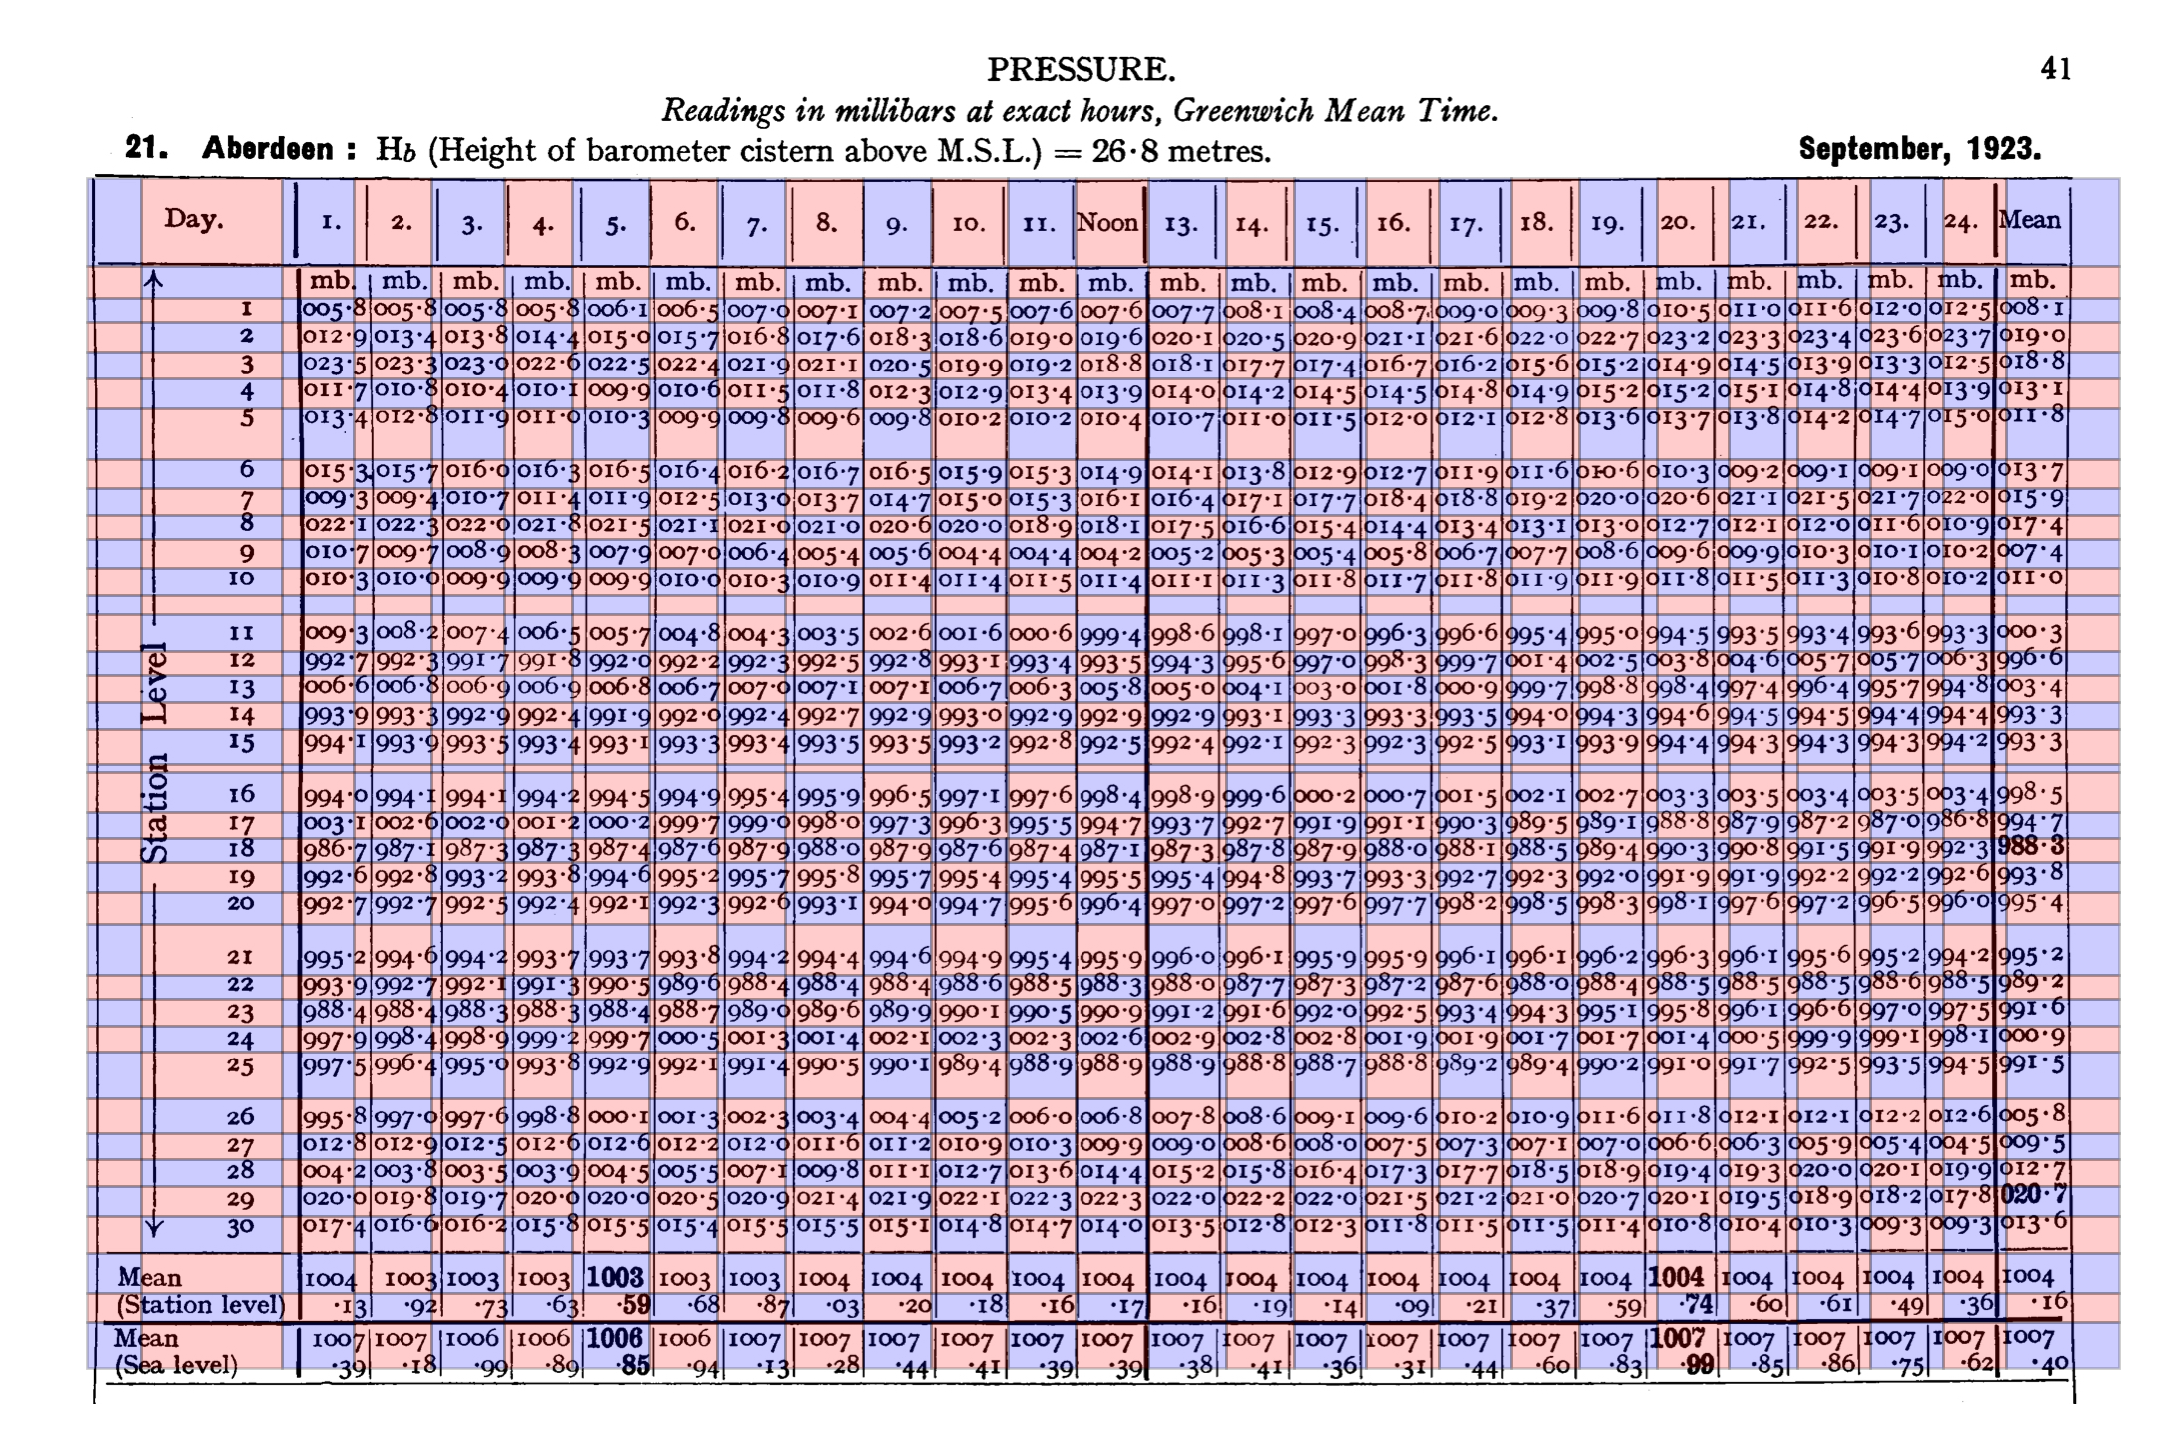 PRESSURE. 41
Readings in millibars at exact hours, Greenwich Mean Time.
21. Aberdeen : Hb (Height of barometer cistern above M.S.L.) = 26·8 metres. September, 1923.
Day. 1. 2. 3. 4. 5. 6. 7. 8. 9. 10. 11. Noon 13. 14. 15. 16. 17. 18. 19. 20. 21. 22. 23. 24. Mean
mb. mb. mb. mb. mb. mb. mb. mb. mb. mb. mb. mb. mb. mb. mb. mb. mb. mb. mb. mb. mb. mb. mb. mb. mb.
Station Level
1 005·8 005·8 005·8 005·8 006·1 006·5 007·0 007·1 007·2 007·5 007·6 007·6 007·7 008·1 008·4 008·7 009·0 009·3 009·8 010·5 011·0 011·6 012·0 012·5 008·1
2 012·9 013·4 013·8 014·4 015·0 015·7 016·8 017·6 018·3 018·6 019·0 019·6 020·1 020·5 020·9 021·1 021·6 022·0 022·7 023·2 023·3 023·4 023·6 023·7 019·0
3 023·5 023·3 023·0 022·6 022·5 022·4 021·9 021·1 020·5 019·9 019·2 018·8 018·1 017·7 017·4 016·7 016·2 015·6 015·2 014·9 014·5 013·9 013·3 012·5 018·8
4 011·7 010·8 010·4 010·1 009·9 010·6 011·5 011·8 012·3 012·9 013·4 013·9 014·0 014·2 014·5 014·5 014·8 014·9 015·2 015·2 015·1 014·8 014·4 013·9 013·1
5 013·4 012·8 011·9 011·0 010·3 009·9 009·8 009·6 009·8 010·2 010·2 010·4 010·7 011·0 011·5 012·0 012·1 012·8 013·6 013·7 013·8 014·2 014·7 015·0 011·8
6 015·3 015·7 016·0 016·3 016·5 016·4 016·2 016·7 016·5 015·9 015·3 014·9 014·1 013·8 012·9 012·7 011·9 011·6 010·6 010·3 009·2 009·1 009·1 009·0 013·7
7 009·3 009·4 010·7 011·4 011·9 012·5 013·0 013·7 014·7 015·0 015·3 016·1 016·4 017·1 017·7 018·4 018·8 019·2 020·0 020·6 021·1 021·5 021·7 022·0 015·9
8 022·1 022·3 022·0 021·8 021·5 021·1 021·0 021·0 020·6 020·0 018·9 018·1 017·5 016·6 015·4 014·4 013·4 013·1 013·0 012·7 012·1 012·0 011·6 010·9 017·4
9 010·7 009·7 008·9 008·3 007·9 007·0 006·4 005·4 005·6 004·4 004·4 004·2 005·2 005·3 005·4 005·8 006·7 007·7 008·6 009·6 009·9 010·3 010·1 010·2 007·4
10 010·3 010·0 009·9 009·9 009·9 010·0 010·3 010·9 011·4 011·4 011·5 011·4 011·1 011·3 011·8 011·7 011·8 011·9 011·9 011·8 011·5 011·3 010·8 010·2 011·0
11 009·3 008·2 007·4 006·5 005·7 004·8 004·3 003·5 002·6 001·6 000·6 999·4 998·6 998·1 997·0 996·3 996·6 995·4 995·0 994·5 993·5 993·4 993·6 993·3 000·3
12 992·7 992·3 991·7 991·8 992·0 992·2 992·3 992·5 992·8 993·1 993·4 993·5 994·3 995·6 997·0 998·3 999·7 001·4 002·5 003·8 004·6 005·7 005·7 006·3 996·6
13 006·6 006·8 006·9 006·9 006·8 006·7 007·0 007·1 007·1 006·7 006·3 005·8 005·0 004·1 003·0 001·8 000·9 999·7 998·8 998·4 997·4 996·4 995·7 994·8 003·4
14 993·9 993·3 992·9 992·4 991·9 992·0 992·4 992·7 992·9 993·0 992·9 992·9 992·9 993·1 993·3 993·3 993·5 994·0 994·3 994·6 994·5 994·5 994·4 994·4 993·3
15 994·1 993·9 993·5 993·4 993·1 993·3 993·4 993·5 993·5 993·2 992·8 992·5 992·4 992·1 992·3 992·3 992·5 993·1 993·9 994·4 994·3 994·3 994·3 994·2 993·3
16 994·0 994·1 994·1 994·2 994·5 994·9 995·4 995·9 996·5 997·1 997·6 998·4 998·9 999·6 000·2 000·7 001·5 002·1 002·7 003·3 003·5 003·4 003·5 003·4 998·5
17 003·1 002·6 002·0 001·2 000·2 999·7 999·0 998·0 997·3 996·3 995·5 994·7 993·7 992·7 991·9 991·1 990·3 989·5 989·1 988·8 987·9 987·2 987·0 986·8 994·7
18 986·7 987·1 987·3 987·3 987·4 987·6 987·9 988·0 987·9 987·6 987·4 987·1 987·3 987·8 987·9 988·0 988·1 988·5 989·4 990·3 990·8 991·5 991·9 992·3 988·3
19 992·6 992·8 993·2 993·8 994·6 995·2 995·7 995·8 995·7 995·4 995·4 995·5 995·4 994·8 993·7 993·3 992·7 992·3 992·0 991·9 991·9 992·2 992·2 992·6 993·8
20 992·7 992·7 992·5 992·4 992·1 992·3 992·6 993·1 994·0 994·7 995·6 996·4 997·0 997·2 997·6 997·7 998·2 998·5 998·3 998·1 997·6 997·2 996·5 996·0 995·4
21 995·2 994·6 994·2 993·7 993·7 993·8 994·2 994·4 994·6 994·9 995·4 995·9 996·0 996·1 995·9 995·9 996·1 996·1 996·2 996·3 996·1 995·6 995·2 994·2 995·2
22 993·9 992·7 992·1 991·3 990·5 989·6 988·4 988·4 988·4 988·6 988·5 988·3 988·0 987·7 987·3 987·2 987·6 988·0 988·4 988·5 988·5 988·5 988·6 988·5 989·2
23 988·4 988·4 988·3 988·3 988·4 988·7 989·0 989·6 989·9 990·1 990·5 990·9 991·2 991·6 992·0 992·5 993·4 994·3 995·1 995·8 996·1 996·6 997·0 997·5 991·6
24 997·9 998·4 998·9 999·2 999·7 000·5 001·3 001·4 002·1 002·3 002·3 002·6 002·9 002·8 002·8 001·9 001·9 001·7 001·7 001·4 000·5 999·9 999·1 998·1 000·9
25 997·5 996·4 995·0 993·8 992·9 992·1 991·4 990·5 990·1 989·4 988·9 988·9 988·9 988·8 988·7 988·8 989·2 989·4 990·2 991·0 991·7 992·5 993·5 994·5 991·5
26 995·8 997·0 997·6 998·8 000·1 001·3 002·3 003·4 004·4 005·2 006·0 006·8 007·8 008·6 009·1 009·6 010·2 010·9 011·6 011·8 012·1 012·1 012·2 012·6 005·8
27 012·8 012·9 012·5 012·6 012·6 012·2 012·0 011·6 011·2 010·9 010·3 009·9 009·0 008·6 008·0 007·5 007·3 007·1 007·0 006·6 006·3 005·9 005·4 004·5 009·5
28 004·2 003·8 003·5 003·9 004·5 005·5 007·1 009·8 011·1 012·7 013·6 014·4 015·2 015·8 016·4 017·3 017·7 018·5 018·9 019·4 019·3 020·0 020·1 019·9 012·7
29 020·0 019·8 019·7 020·0 020·0 020·5 020·9 021·4 021·9 022·1 022·3 022·3 022·0 022·2 022·0 021·5 021·2 021·0 020·7 020·1 019·5 018·9 018·2 017·8 020·7
30 017·4 016·6 016·2 015·8 015·5 015·4 015·5 015·5 015·1 014·8 014·7 014·0 013·5 012·8 012·3 011·8 011·5 011·5 011·4 010·8 010·4 010·3 009·3 009·3 013·6
Mean 1004 1003 1003 1003 1003 1003 1003 1004 1004 1004 1004 1004 1004 1004 1004 1004 1004 1004 1004 1004 1004 1004 1004 1004 1004
(Station level) ·13 ·92 ·73 ·63 ·59 ·68 ·87 ·03 ·20 ·18 ·16 ·17 ·16 ·19 ·14 ·09 ·21 ·37 ·59 ·74 ·60 ·61 ·49 ·36 ·16
Mean 1007 1007 1006 1006 1006 1006 1007 1007 1007 1007 1007 1007 1007 1007 1007 1007 1007 1007 1007 1007 1007 1007 1007 1007 1007
(Sea level) ·39 ·18 ·99 ·89 ·85 ·94 ·13 ·28 ·44 ·41 ·39 ·39 ·38 ·41 ·36 ·31 ·44 ·60 ·83 ·99 ·85 ·86 ·75 ·62 ·40